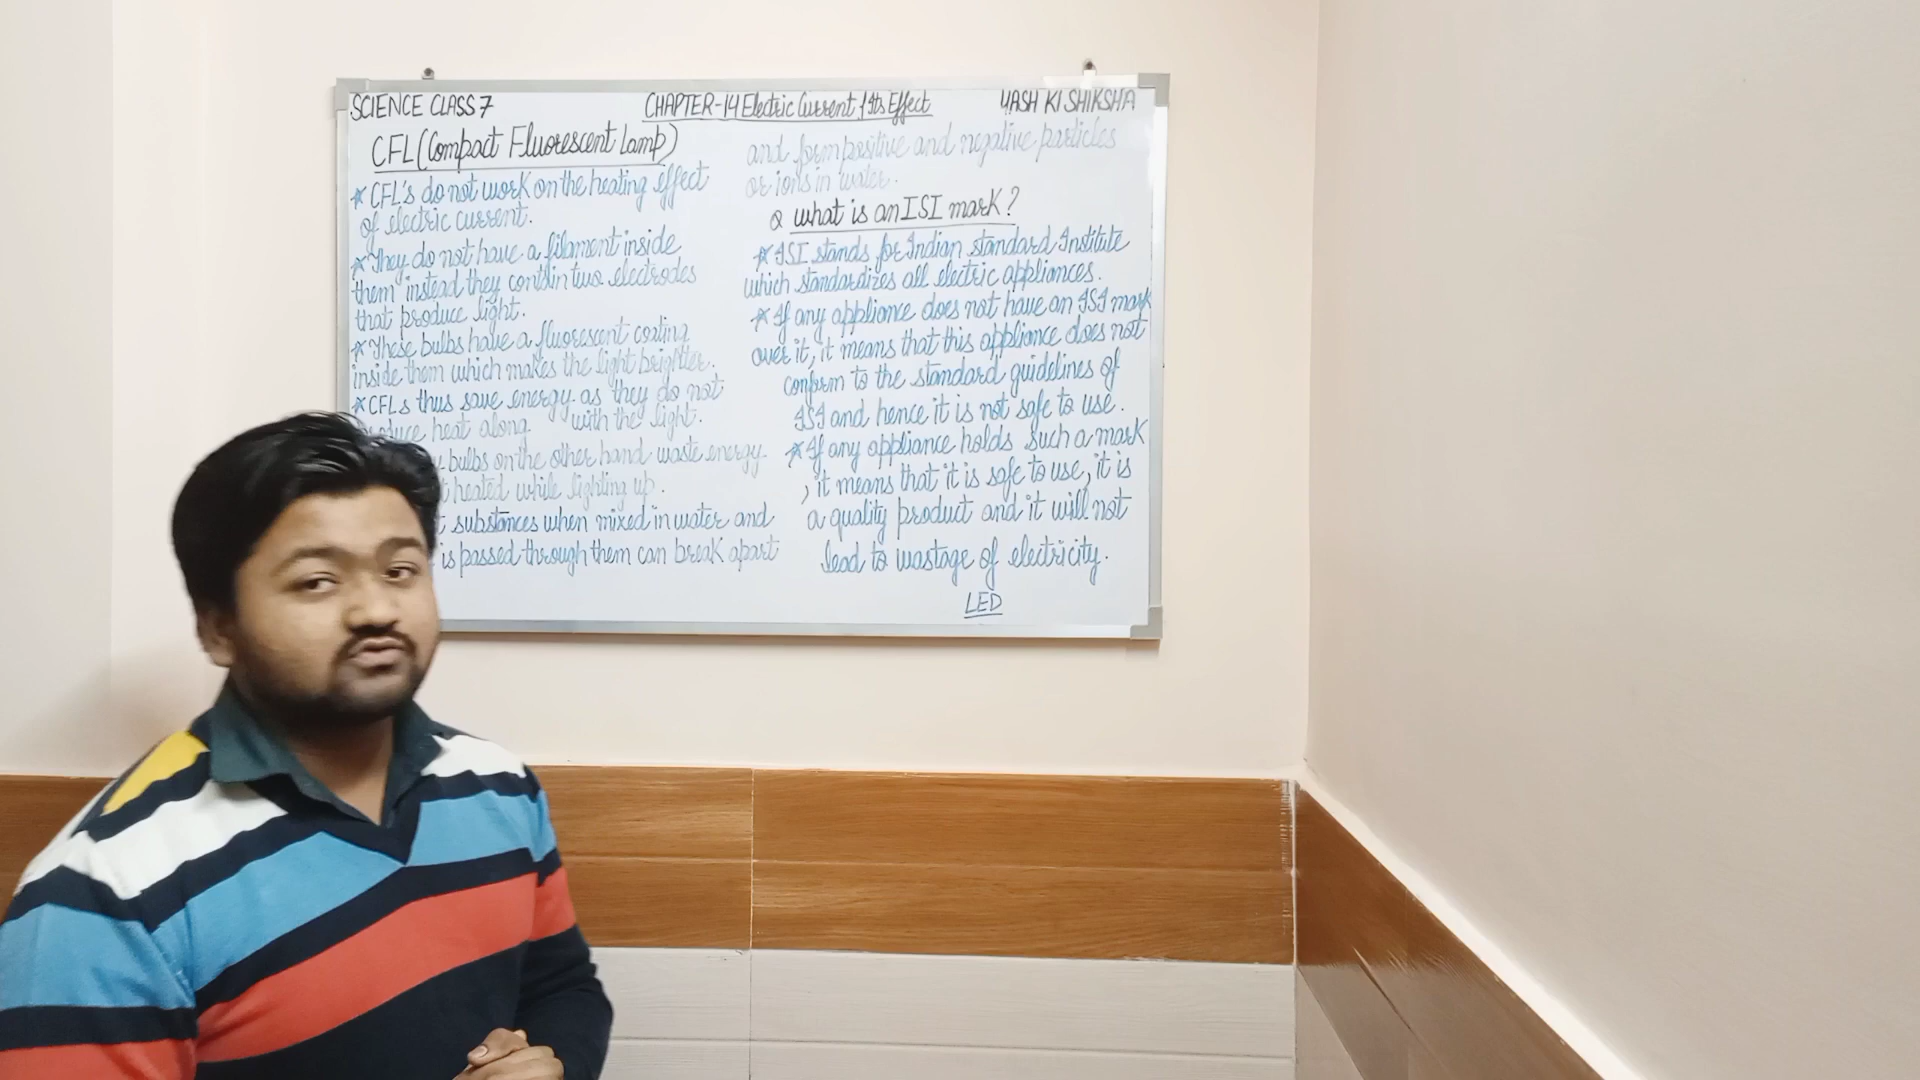 SCIENCE CLASS 7
CHAPTER-14 Electric Current & Its Effect
YASH KI SHIKSHA
CFL (Compact Fluorescent Lamp)
* CFL's do not work on the heating effect
of electric current.
* They do not have a filament inside
them instead they contain two electrodes
that produce light.
* These bulbs have a fluorescent coating
inside them which makes the light brighter.
* CFLs thus save energy as they do not
produce heat along with the light.
bulbs on the other hand waste energy.
heated while lighting up.
substances when mixed in water and
is passed through them can break apart
and form positive and negative particles
or ions in water.
Q what is an ISI mark?
* ISI stands for Indian standard Institute
which standardizes all electric appliances.
* If any appliance does not have an ISI mark
over it, it means that this appliance does not
conform to the standard guidelines of
ISI and hence it is not safe to use.
* If any appliance holds such a mark
, it means that it is safe to use, it is
a quality product and it will not
lead to wastage of electricity.
LED